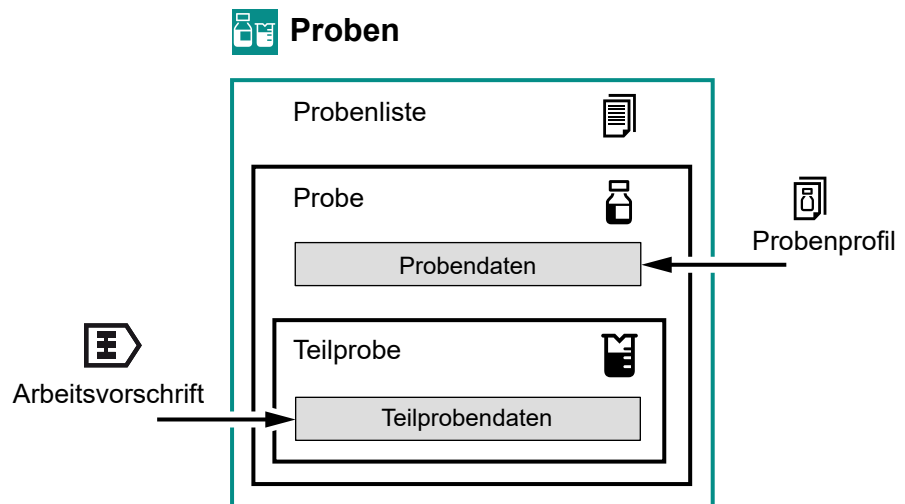 Proben
Probenliste
Probe
Probenprofil
Probendaten
Teilprobe
Arbeitsvorschrift
Teilprobendaten